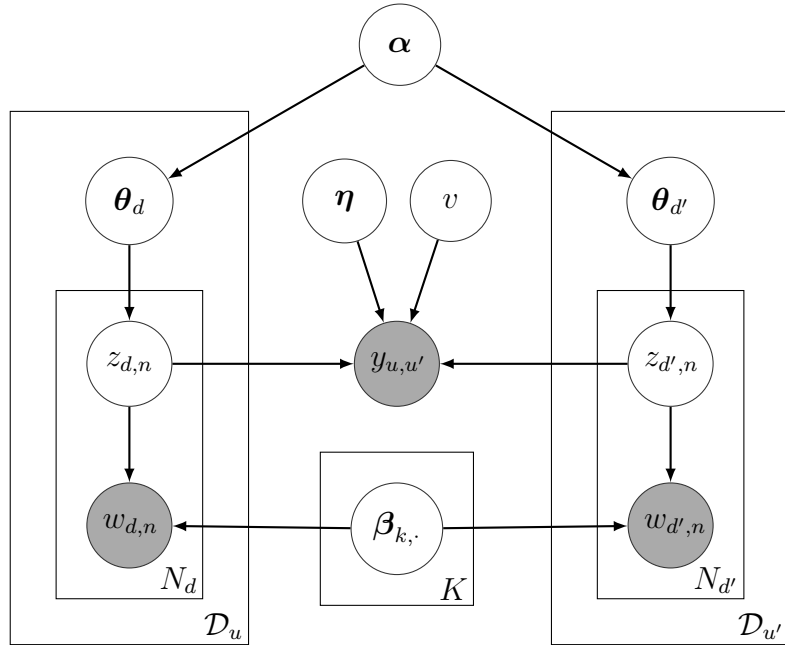 α
θ_d
η
v
θ_{d'}
z_{d,n}
y_{u,u'}
z_{d',n}
w_{d,n}
β_{k,·}
w_{d',n}
N_d
K
N_{d'}
𝒟_u
𝒟_{u'}